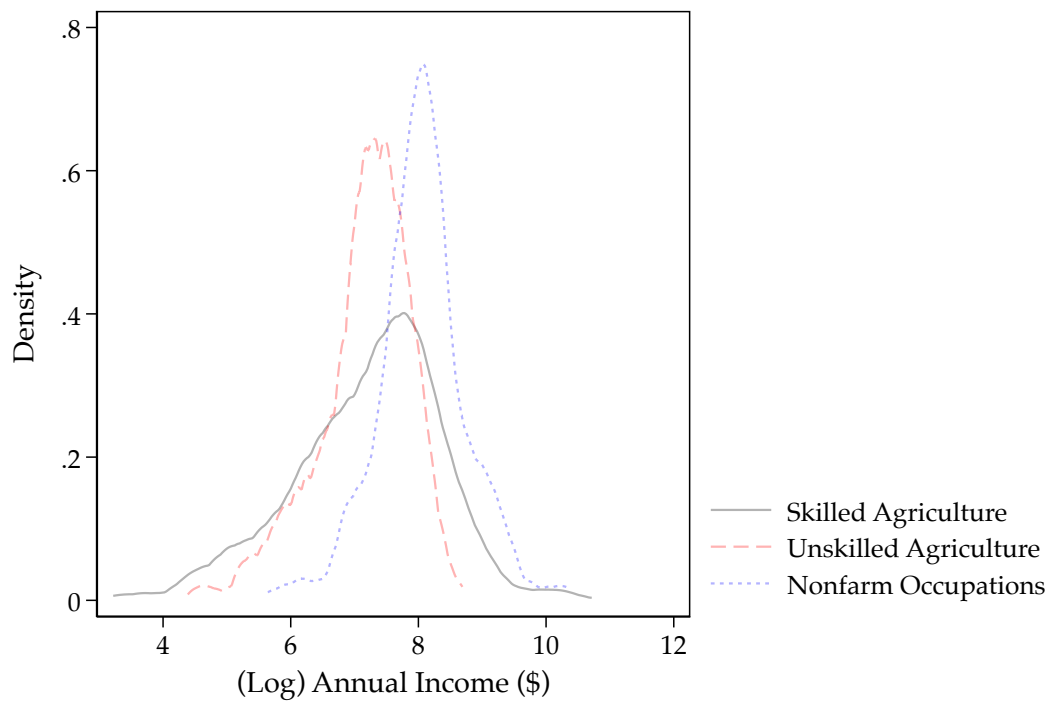 .8
.6
.4
.2
0
Density
4 6 8 10 12
(Log) Annual Income ($)
Skilled Agriculture
Unskilled Agriculture
Nonfarm Occupations